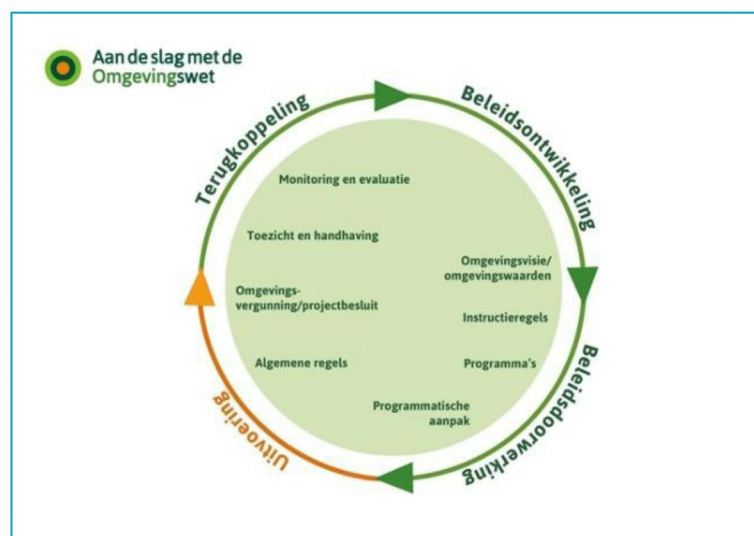 Aan de slag met de
Omgevingswet
Terugkoppeling
Beleidsontwikkeling
Monitoring en evaluatie
Toezicht en handhaving
Omgevingsvisie/
omgevingswaarden
Omgevings-
vergunning/projectbesluit
Instructieregels
Algemene regels
Programma's
Programmatische
aanpak
Uitvoering
Beleidsdoorwerking